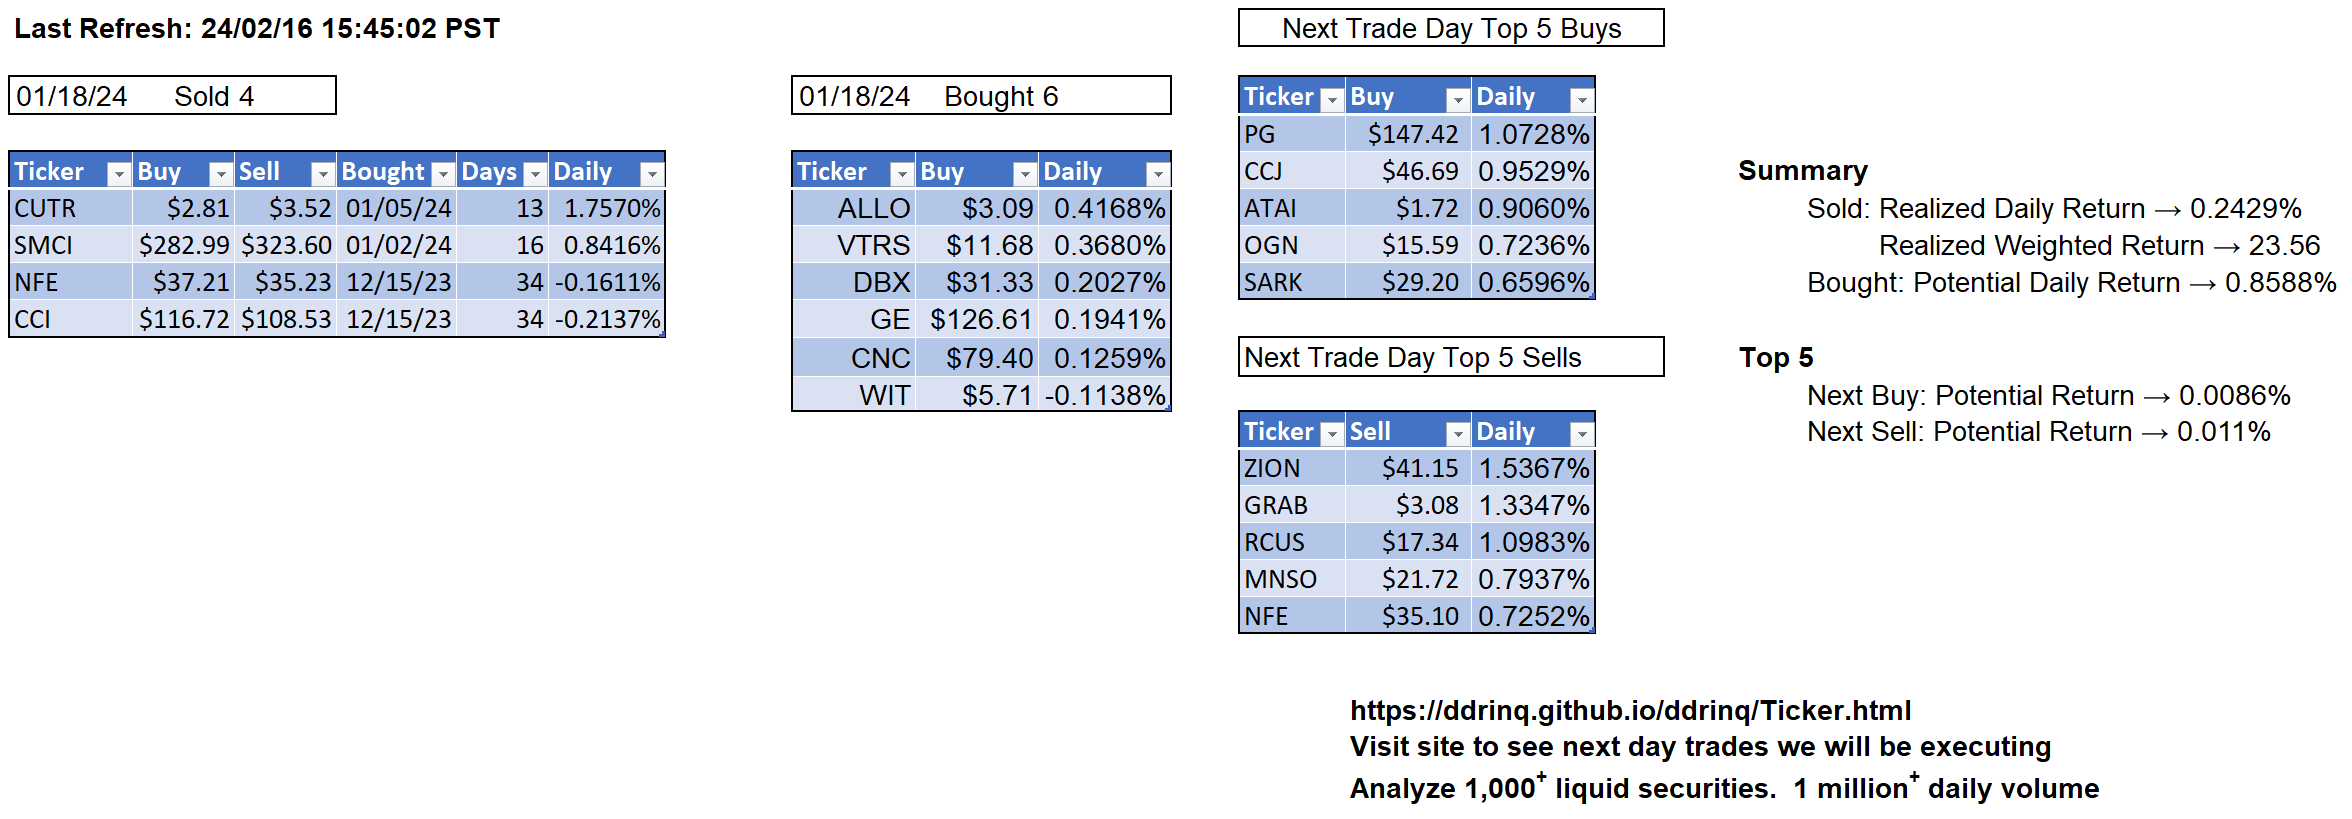 Last Refresh: 24/02/16 15:45:02 PST
01/18/24 Sold 4
Ticker Buy Sell Bought Days Daily
CUTR $2.81 $3.52 01/05/24 13 1.7570%
SMCI $282.99 $323.60 01/02/24 16 0.8416%
NFE $37.21 $35.23 12/15/23 34 -0.1611%
CCI $116.72 $108.53 12/15/23 34 -0.2137%
01/18/24 Bought 6
Ticker Buy Daily
ALLO $3.09 0.4168%
VTRS $11.68 0.3680%
DBX $31.33 0.2027%
GE $126.61 0.1941%
CNC $79.40 0.1259%
WIT $5.71 -0.1138%
Next Trade Day Top 5 Buys
Ticker Buy Daily
PG $147.42 1.0728%
CCJ $46.69 0.9529%
ATAI $1.72 0.9060%
OGN $15.59 0.7236%
SARK $29.20 0.6596%
Next Trade Day Top 5 Sells
Ticker Sell Daily
ZION $41.15 1.5367%
GRAB $3.08 1.3347%
RCUS $17.34 1.0983%
MNSO $21.72 0.7937%
NFE $35.10 0.7252%
Summary
Sold: Realized Daily Return → 0.2429%
Realized Weighted Return → 23.56
Bought: Potential Daily Return → 0.8588%
Top 5
Next Buy: Potential Return → 0.0086%
Next Sell: Potential Return → 0.011%
https://ddrinq.github.io/ddrinq/Ticker.html
Visit site to see next day trades we will be executing
Analyze 1,000+ liquid securities. 1 million+ daily volume